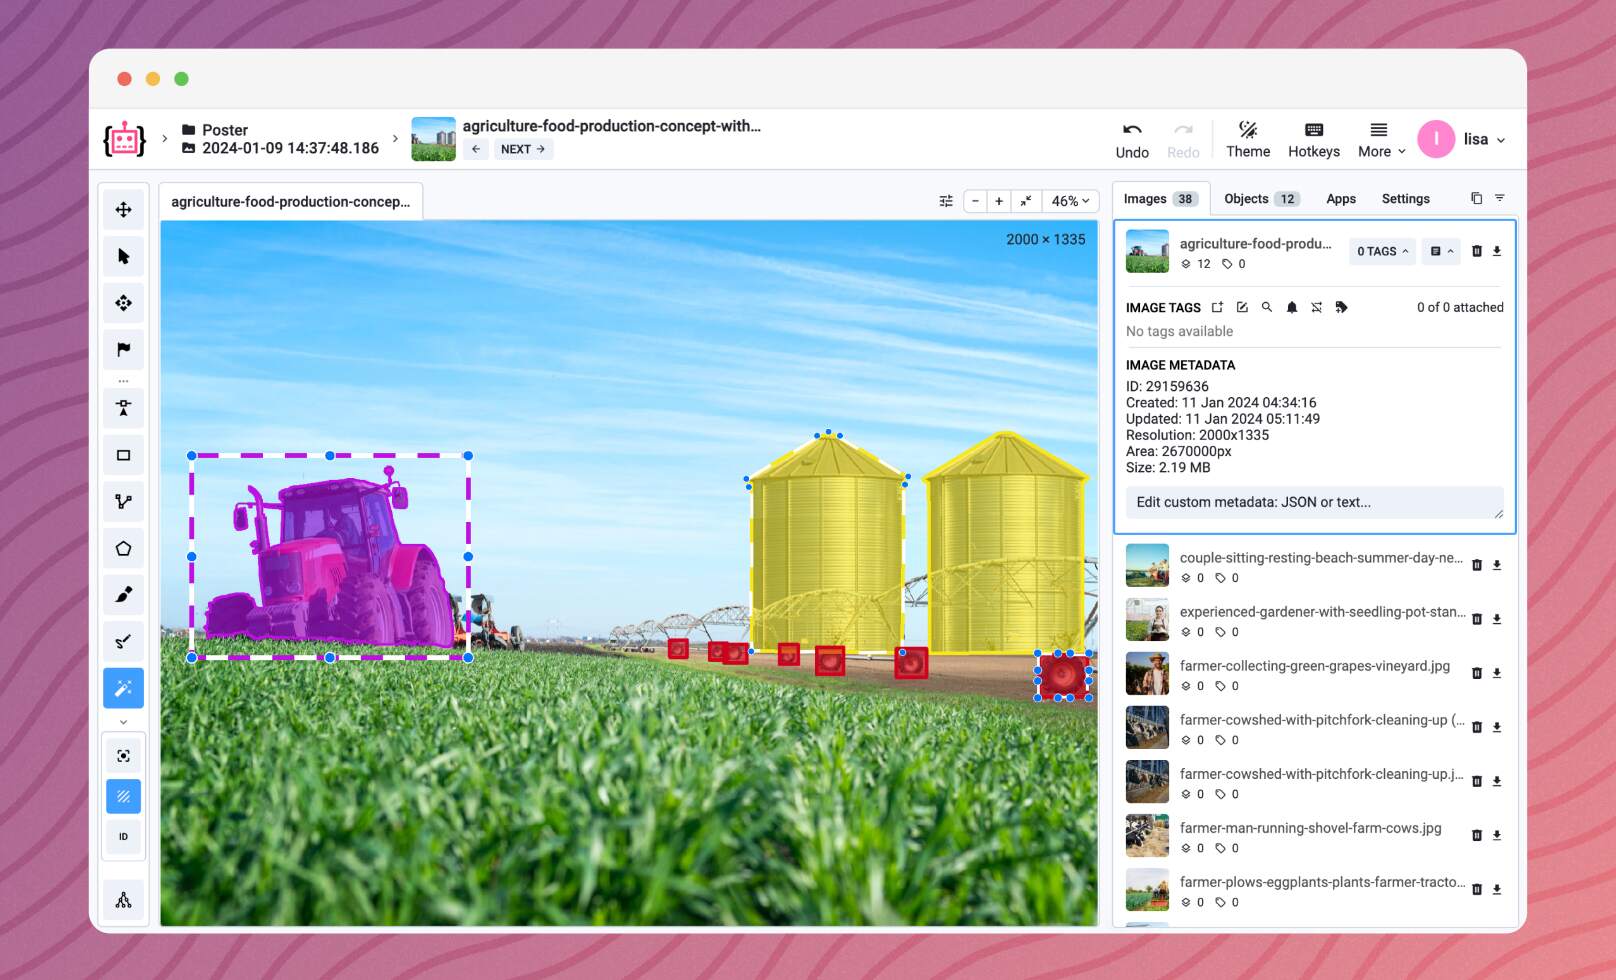 Poster
2024-01-09 14:37:48.186
agriculture-food-production-concept-with...
NEXT
Undo
Redo
Theme
Hotkeys
More
I
lisa
agriculture-food-production-concep...
46%
2000 × 1335
Images 38
Objects 12
Apps
Settings
agriculture-food-produ...
12 0
0 TAGS
IMAGE TAGS
0 of 0 attached
No tags available
IMAGE METADATA
ID: 29159636
Created: 11 Jan 2024 04:34:16
Updated: 11 Jan 2024 05:11:49
Resolution: 2000x1335
Area: 2670000px
Size: 2.19 MB
Edit custom metadata: JSON or text...
couple-sitting-resting-beach-summer-day-ne...
0 0
experienced-gardener-with-seedling-pot-stan...
0 0
farmer-collecting-green-grapes-vineyard.jpg
0 0
farmer-cowshed-with-pitchfork-cleaning-up (...
0 0
farmer-cowshed-with-pitchfork-cleaning-up.j...
0 0
farmer-man-running-shovel-farm-cows.jpg
0 0
farmer-plows-eggplants-plants-farmer-tracto...
0 0
ID